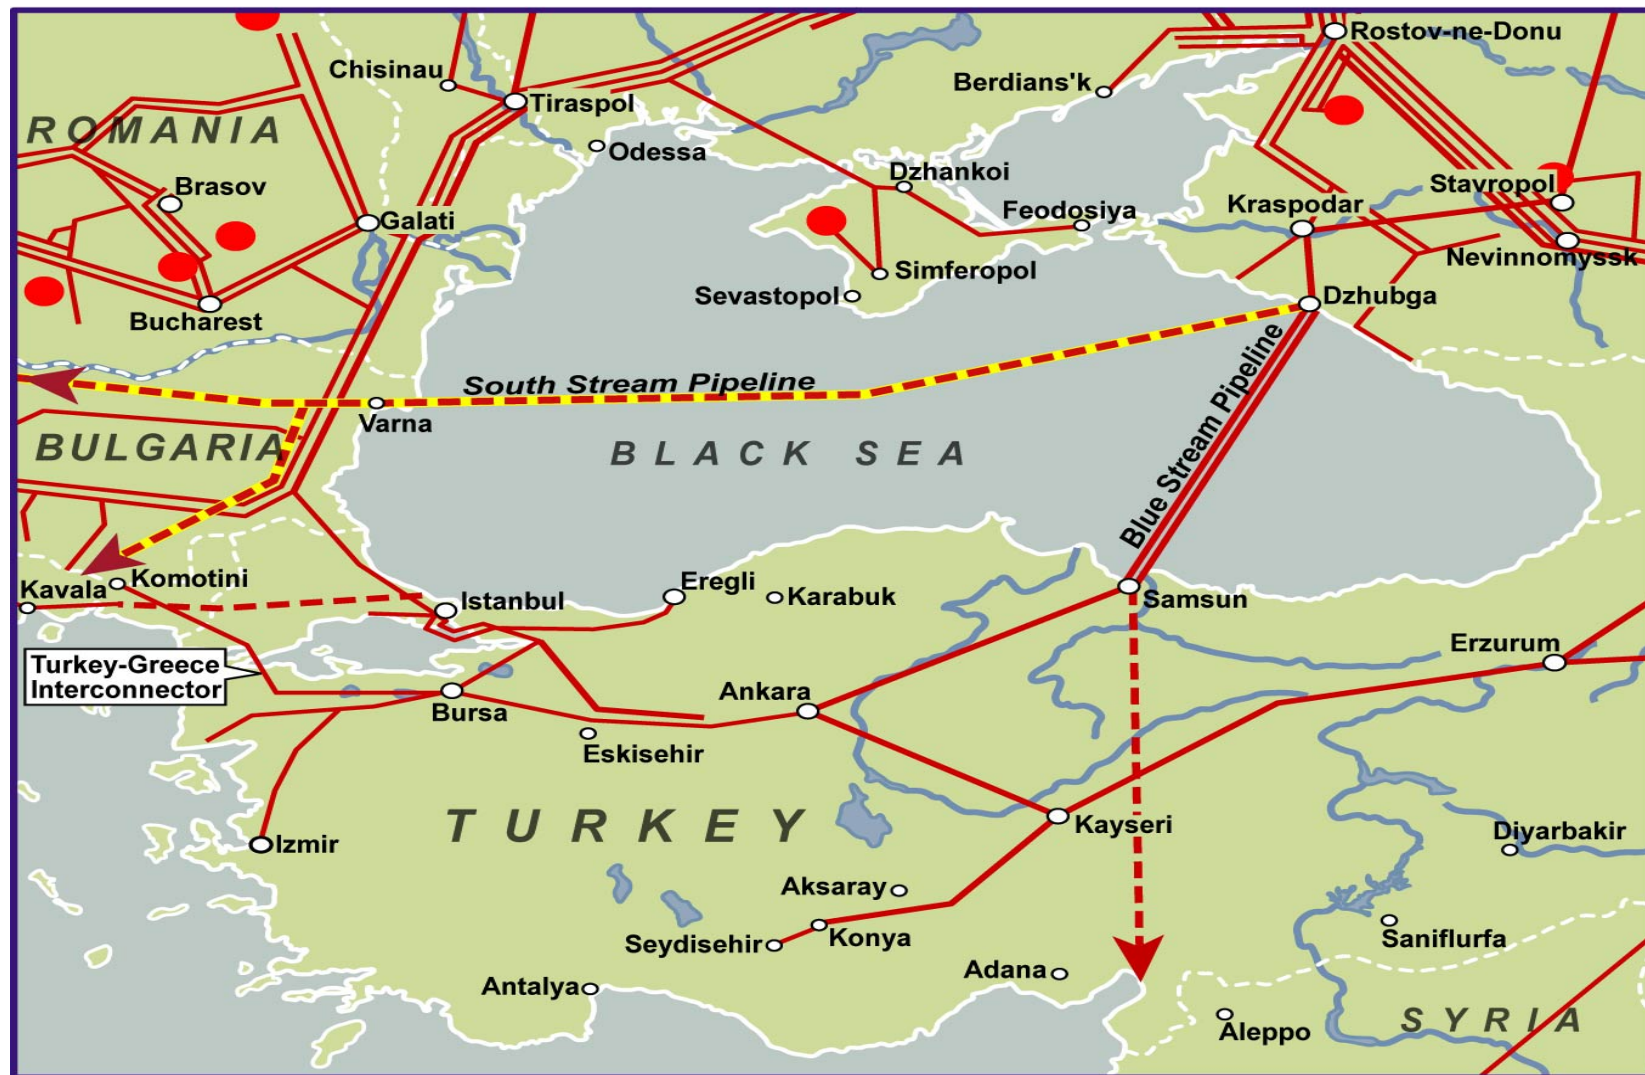 Rostov-ne-Donu
Chisinau
Berdians'k
Tiraspol
ROMANIA
Odessa
Dzhankoi
Brasov
Stavropol
Galati
Feodosiya
Kraspodar
Nevinnomyssk
Simferopol
Sevastopol
Dzhubga
Bucharest
South Stream Pipeline
Blue Stream Pipeline
Varna
BULGARIA
BLACK SEA
Komotini
Kavala
Eregli
Istanbul
Karabuk
Samsun
Erzurum
Turkey-Greece
Interconnector
Ankara
Bursa
Eskisehir
TURKEY
Kayseri
Izmir
Diyarbakir
Aksaray
Konya
Seydisehir
Saniflurfa
Adana
Antalya
SYRIA
Aleppo